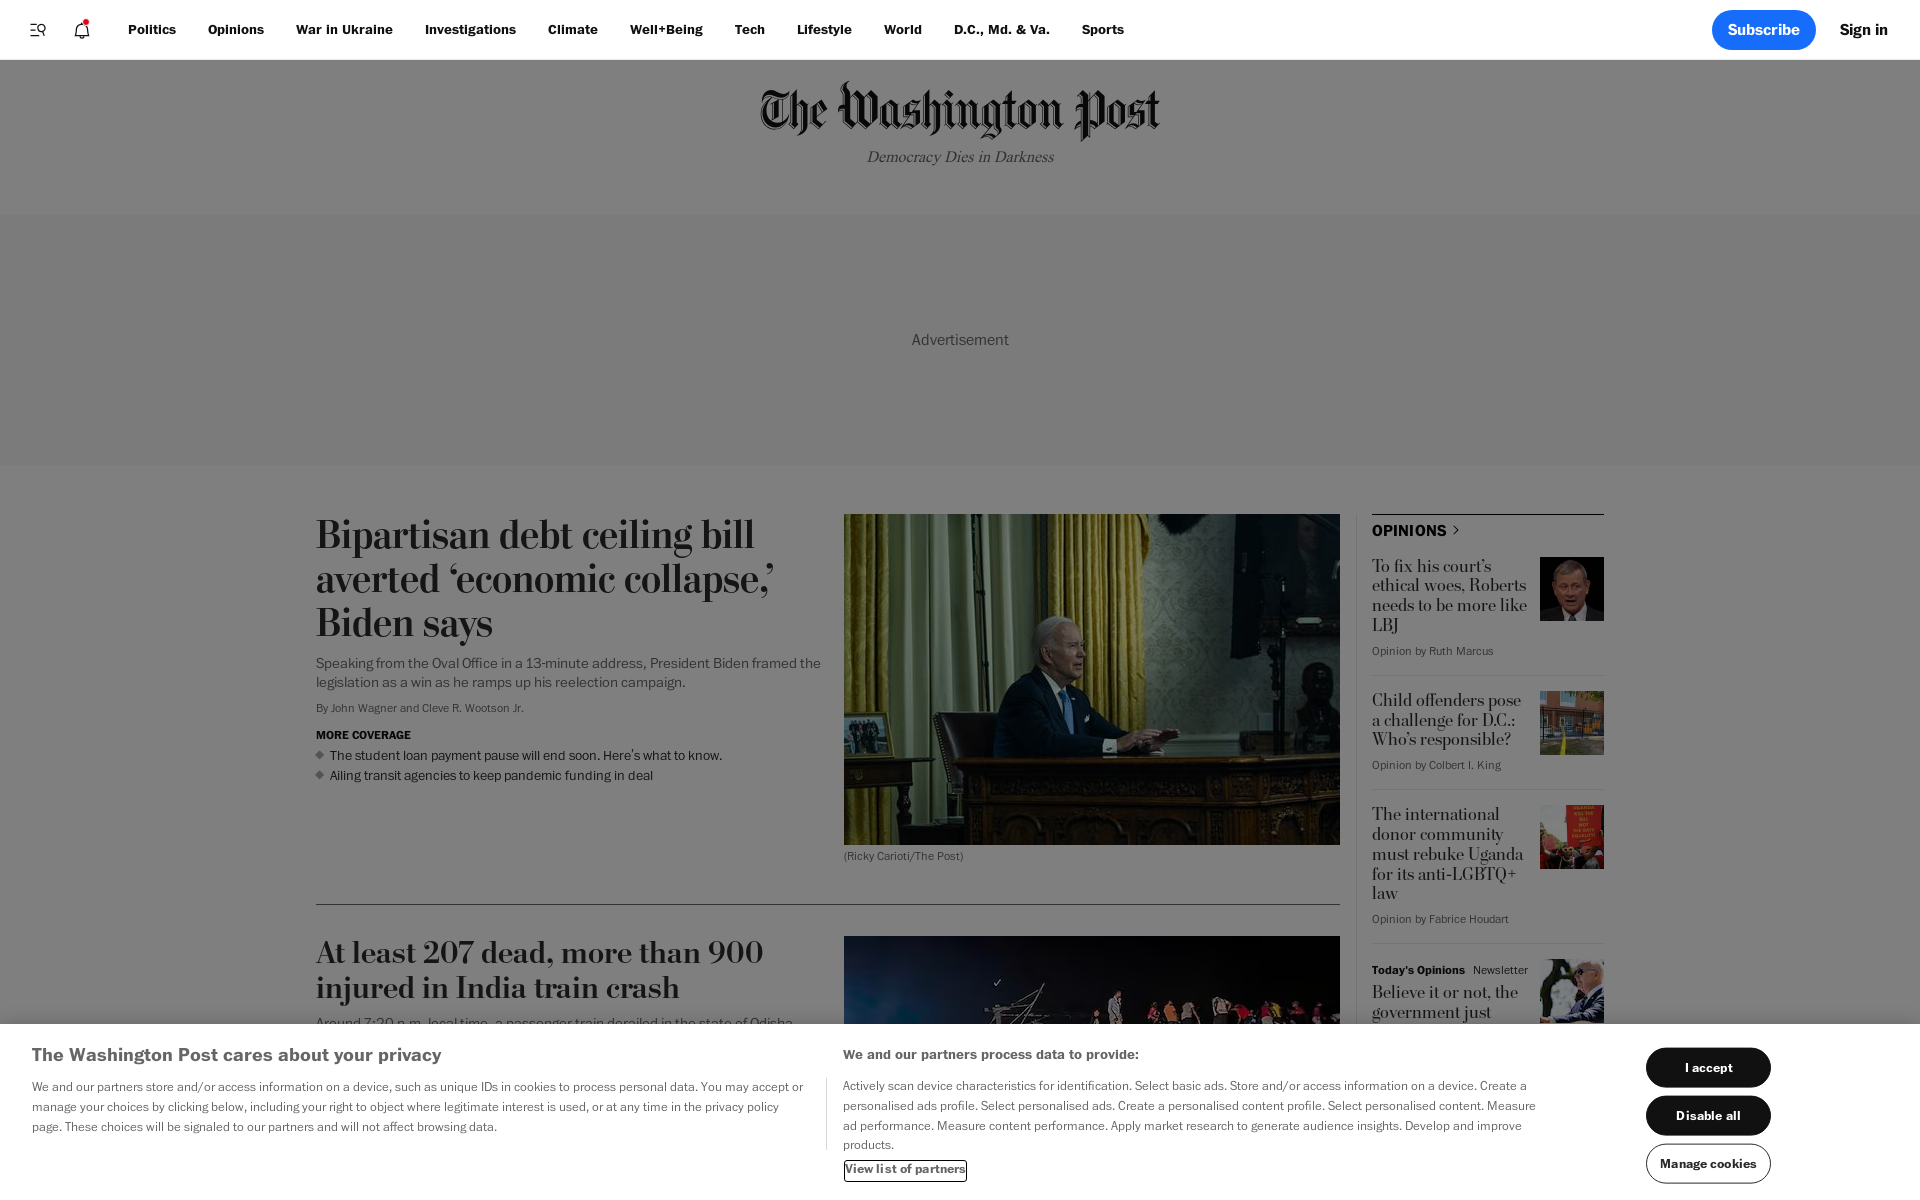 Politics
Opinions
War in Ukraine
Investigations
Climate
Well+Being
Tech
Lifestyle
World
D.C., Md. & Va.
Sports
Subscribe
Sign in
The Washington Post
Democracy Dies in Darkness
Advertisement
Bipartisan debt ceiling bill
averted ‘economic collapse,’
Biden says
Speaking from the Oval Office in a 13-minute address, President Biden framed the
legislation as a win as he ramps up his reelection campaign.
By John Wagner and Cleve R. Wootson Jr.
MORE COVERAGE
The student loan payment pause will end soon. Here’s what to know.
Ailing transit agencies to keep pandemic funding in deal
(Ricky Carioti/The Post)
At least 207 dead, more than 900
injured in India train crash
Around 7:20 p.m. local time, a passenger train derailed in the state of Odisha
OPINIONS
To fix his court’s
ethical woes, Roberts
needs to be more like
LBJ
Opinion by Ruth Marcus
Child offenders pose
a challenge for D.C.:
Who’s responsible?
Opinion by Colbert I. King
The international
donor community
must rebuke Uganda
for its anti-LGBTQ+
law
Opinion by Fabrice Houdart
Today's Opinions Newsletter
Believe it or not, the
government just
The Washington Post cares about your privacy
We and our partners store and/or access information on a device, such as unique IDs in cookies to process personal data. You may accept or
manage your choices by clicking below, including your right to object where legitimate interest is used, or at any time in the privacy policy
page. These choices will be signaled to our partners and will not affect browsing data.
We and our partners process data to provide:
Actively scan device characteristics for identification. Select basic ads. Store and/or access information on a device. Create a
personalised ads profile. Select personalised ads. Create a personalised content profile. Select personalised content. Measure
ad performance. Measure content performance. Apply market research to generate audience insights. Develop and improve
products.
View list of partners
I accept
Disable all
Manage cookies